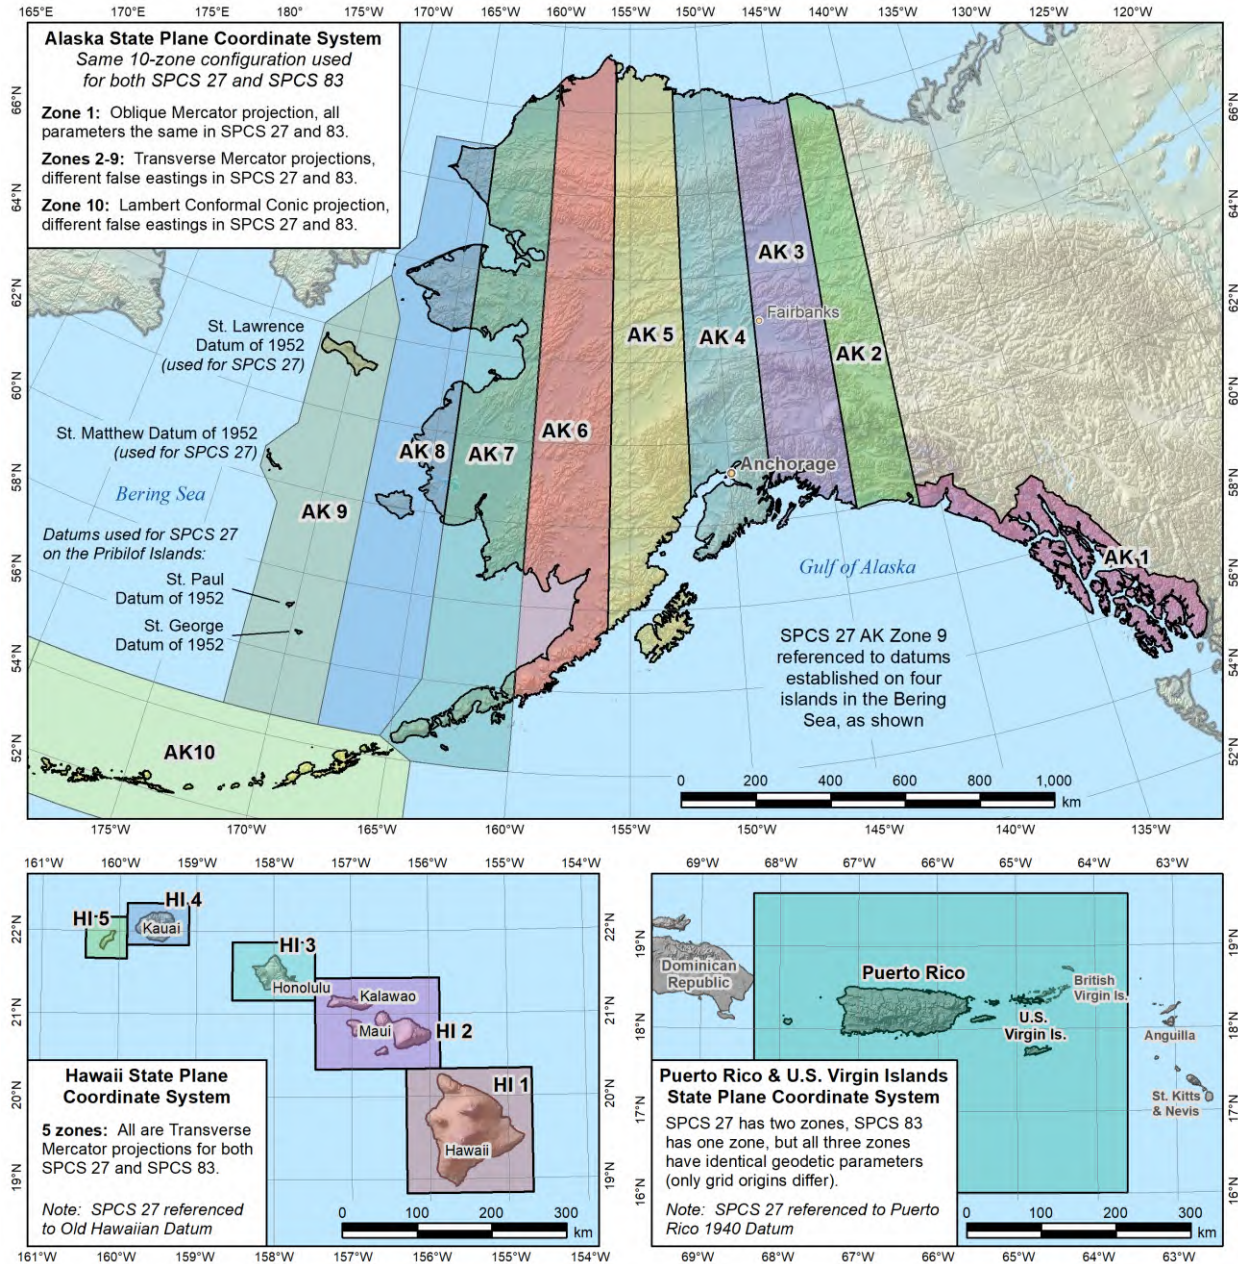 165°E 170°E 175°E 180° 175°W 170°W 165°W 160°W 155°W 150°W 145°W 140°W 135°W 130°W 120°W
Alaska State Plane Coordinate System
Same 10-zone configuration used
for both SPCS 27 and SPCS 83
Zone 1: Oblique Mercator projection, all
parameters the same in SPCS 27 and 83.
Zones 2-9: Transverse Mercator projections,
different false eastings in SPCS 27 and 83.
Zone 10: Lambert Conformal Conic projection,
different false eastings in SPCS 27 and 83.
66°N
64°N
62°N
60°N
58°N
56°N
54°N
52°N
66°N
64°N
62°N
60°N
58°N
56°N
54°N
52°N
AK 3
Fairbanks
St. Lawrence
Datum of 1952
(used for SPCS 27)
AK 5
AK 4
AK 2
St. Matthew Datum of 1952
(used for SPCS 27)
AK 6
AK 8
AK 7
Anchorage
Bering Sea
AK 9
Datums used for SPCS 27
on the Pribilof Islands:
St. Paul
Datum of 1952
St. George
Datum of 1952
Gulf of Alaska
AK 1
SPCS 27 AK Zone 9
referenced to datums
established on four
islands in the Bering
Sea, as shown
AK10
0 200 400 600 800 1,000
km
175°W 170°W 165°W 160°W 155°W 150°W 145°W 140°W 135°W
161°W 160°W 159°W 158°W 157°W 156°W 155°W 154°W
22°N
21°N
20°N
19°N
HI 5
HI 4
Kauai
HI 3
Honolulu
Kalawao
Maui
HI 2
HI 1
Hawaii
22°N
21°N
20°N
19°N
Hawaii State Plane
Coordinate System
5 zones: All are Transverse
Mercator projections for both
SPCS 27 and SPCS 83.
Note: SPCS 27 referenced
to Old Hawaiian Datum
0 100 200 300
km
161°W 160°W 159°W 158°W 157°W 156°W 155°W 154°W
69°W 68°W 67°W 66°W 65°W 64°W 63°W
19°N
18°N
17°N
16°N
Dominican
Republic
Puerto Rico
British
Virgin Is.
U.S.
Virgin Is.
Anguilla
St. Kitts
& Nevis
19°N
18°N
17°N
16°N
Puerto Rico & U.S. Virgin Islands
State Plane Coordinate System
SPCS 27 has two zones, SPCS 83
has one zone, but all three zones
have identical geodetic parameters
(only grid origins differ).
Note: SPCS 27 referenced to Puerto
Rico 1940 Datum
0 100 200 300
km
69°W 68°W 67°W 66°W 65°W 64°W 63°W